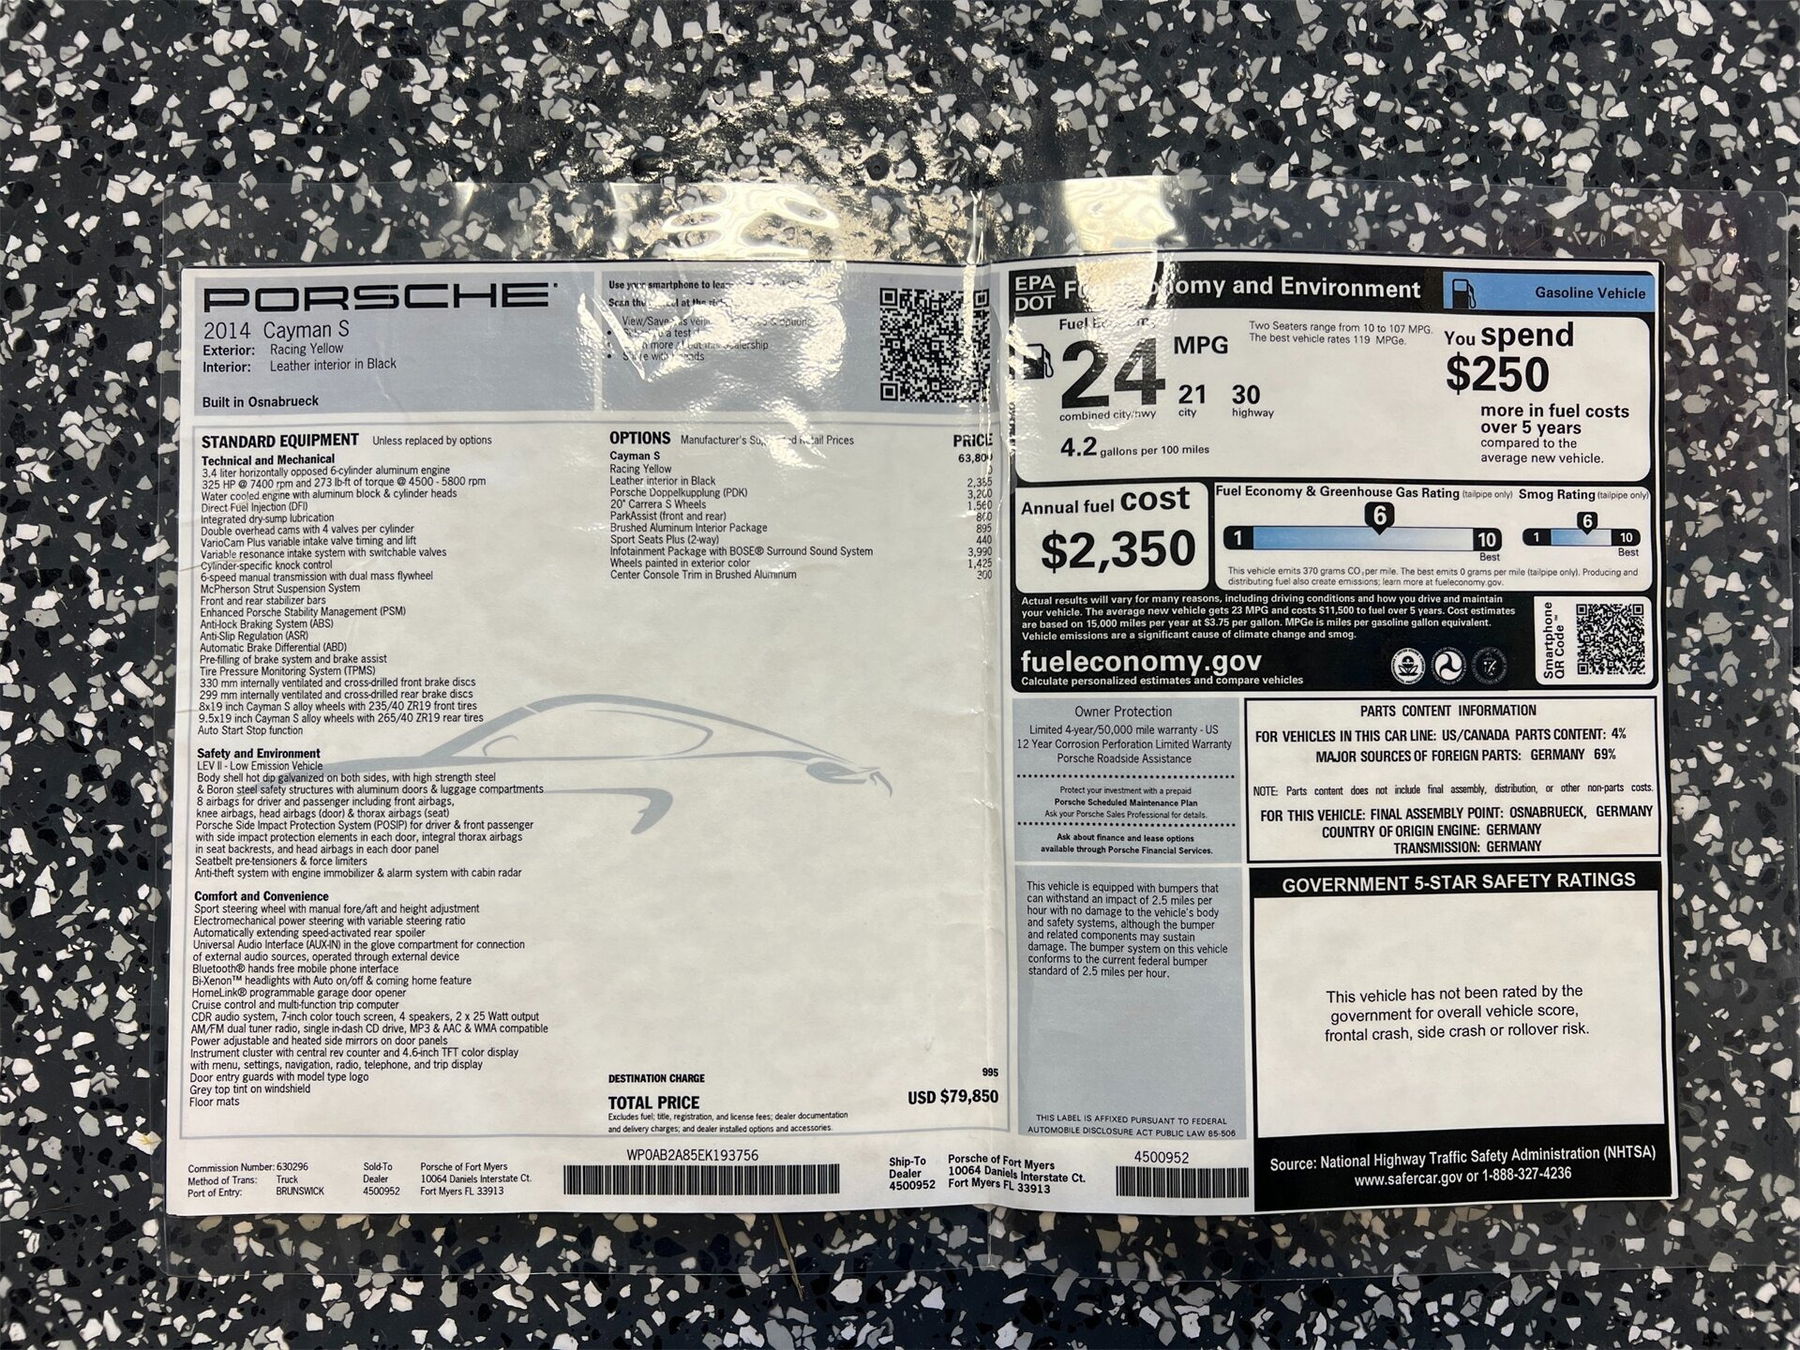 PORSCHE
2014 Cayman S
Exterior: Racing Yellow
Interior: Leather interior in Black
Built in Osnabrueck
Use your smartphone to
View/Save
STANDARD EQUIPMENT Unless replaced by options
Technical and Mechanical
3.4 liter horizontally opposed 6-cylinder aluminum engine
325 HP @ 7400 rpm and 273 lb-ft of torque @ 4500 - 5800 rpm
Water cooled engine with aluminum block & cylinder heads
Direct Fuel Injection (DFI)
Integrated dry-sump lubrication
Double overhead cams with 4 valves per cylinder
VarioCam Plus variable intake valve timing and lift
Variable resonance intake system with switchable valves
Cylinder-specific knock control
6-speed manual transmission with dual mass flywheel
McPherson Strut Suspension System
Front and rear stabilizer bars
Enhanced Porsche Stability Management (PSM)
Anti-lock Braking System (ABS)
Anti-Slip Regulation (ASR)
Automatic Brake Differential (ABD)
Pre-filling of brake system and brake assist
Tire Pressure Monitoring System (TPMS)
330 mm internally ventilated and cross-drilled front brake discs
299 mm internally ventilated and cross-drilled rear brake discs
8x19 inch Cayman S alloy wheels with 235/40 ZR19 front tires
9.5x19 inch Cayman S alloy wheels with 265/40 ZR19 rear tires
Auto Start Stop function
Safety and Environment
LEV II - Low Emission Vehicle
Body shell hot dip galvanized on both sides, with high strength steel
& Boron steel safety structures with aluminum doors & luggage compartments
8 airbags for driver and passenger including front airbags,
knee airbags, head airbags (door) & thorax airbags (seat)
Porsche Side Impact Protection System (POSIP) for driver & front passenger
with side impact protection elements in each door, integral thorax airbags
in seat backrests, and head airbags in each door panel
Seatbelt pre-tensioners & force limiters
Anti-theft system with engine immobilizer & alarm system with cabin radar
Comfort and Convenience
Sport steering wheel with manual fore/aft and height adjustment
Electromechanical power steering with variable steering ratio
Automatically extending speed-activated rear spoiler
Universal Audio Interface (AUX-IN) in the glove compartment for connection
of external audio sources, operated through external device
Bluetooth® hands free mobile phone interface
Bi-Xenon™ headlights with Auto on/off & coming home feature
HomeLink® programmable garage door opener
Cruise control and multi-function trip computer
CDR audio system, 7-inch color touch screen, 4 speakers, 2 x 25 Watt output
AM/FM dual tuner radio, single in-dash CD drive, MP3 & AAC & WMA compatible
Power adjustable and heated side mirrors on door panels
Instrument cluster with central rev counter and 4.6-inch TFT color display
with menu, settings, navigation, radio, telephone, and trip display
Door entry guards with model type logo
Grey top tint on windshield
Floor mats
OPTIONS Manufacturer's Retail Prices PRICE
Cayman S 63,800
Racing Yellow
Leather interior in Black 2,355
Porsche Doppelkupplung (PDK) 3,200
20" Carrera S Wheels 1,560
ParkAssist (front and rear)
Brushed Aluminum Interior Package 895
Sport Seats Plus (2-way) 440
Infotainment Package with BOSE® Surround Sound System 3,990
Wheels painted in exterior color 1,425
Center Console Trim in Brushed Aluminum 300
DESTINATION CHARGE 995
TOTAL PRICE USD $79,850
Excludes fuel; title, registration, and license fees; dealer documentation
and delivery charges; and dealer installed options and accessories.
Commission Number: 630296
Method of Trans: Truck
Port of Entry: BRUNSWICK
Sold-To
Dealer
4500952
Porsche of Fort Myers
10064 Daniels Interstate Ct.
Fort Myers FL 33913
WP0AB2A85EK193756
Ship-To
Dealer
4500952
Porsche of Fort Myers
10064 Daniels Interstate Ct.
Fort Myers FL 33913
4500952
EPA
DOT
and Environment
Gasoline Vehicle
Fuel
24 MPG
combined city/hwy
21
city
30
highway
4.2 gallons per 100 miles
Two Seaters range from 10 to 107 MPG.
The best vehicle rates 119 MPGe.
You spend
$250
more in fuel costs
over 5 years
compared to the
average new vehicle.
Annual fuel cost
$2,350
Fuel Economy & Greenhouse Gas Rating (tailpipe only)
6
1 10
Best
Smog Rating (tailpipe only)
6
1 10
Best
This vehicle emits 370 grams CO2 per mile. The best emits 0 grams per mile (tailpipe only). Producing and
distributing fuel also create emissions; learn more at fueleconomy.gov.
Actual results will vary for many reasons, including driving conditions and how you drive and maintain
your vehicle. The average new vehicle gets 23 MPG and costs $11,500 to fuel over 5 years. Cost estimates
are based on 15,000 miles per year at $3.75 per gallon. MPGe is miles per gasoline gallon equivalent.
Vehicle emissions are a significant cause of climate change and smog.
fueleconomy.gov
Calculate personalized estimates and compare vehicles
Smartphone
QR Code™
Owner Protection
Limited 4-year/50,000 mile warranty - US
12 Year Corrosion Perforation Limited Warranty
Porsche Roadside Assistance
Protect your investment with a prepaid
Porsche Scheduled Maintenance Plan
Ask your Porsche Sales Professional for details.
Ask about finance and lease options
available through Porsche Financial Services.
This vehicle is equipped with bumpers that
can withstand an impact of 2.5 miles per
hour with no damage to the vehicle's body
and safety systems, although the bumper
and related components may sustain
damage. The bumper system on this vehicle
conforms to the current federal bumper
standard of 2.5 miles per hour.
THIS LABEL IS AFFIXED PURSUANT TO FEDERAL
AUTOMOBILE DISCLOSURE ACT PUBLIC LAW 85-506
PARTS CONTENT INFORMATION
FOR VEHICLES IN THIS CAR LINE: US/CANADA PARTS CONTENT: 4%
MAJOR SOURCES OF FOREIGN PARTS: GERMANY 69%
NOTE: Parts content does not include final assembly, distribution, or other non-parts costs.
FOR THIS VEHICLE: FINAL ASSEMBLY POINT: OSNABRUECK, GERMANY
COUNTRY OF ORIGIN ENGINE: GERMANY
TRANSMISSION: GERMANY
GOVERNMENT 5-STAR SAFETY RATINGS
This vehicle has not been rated by the
government for overall vehicle score,
frontal crash, side crash or rollover risk.
Source: National Highway Traffic Safety Administration (NHTSA)
www.safercar.gov or 1-888-327-4236